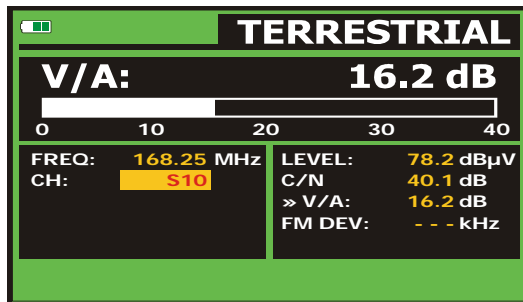 TERRESTRIAL
V/A: 16.2 dB
0 10 20 30 40
FREQ: 168.25 MHz
CH: S10
LEVEL: 78.2 dBµV
C/N 40.1 dB
» V/A: 16.2 dB
FM DEV: - - - kHz